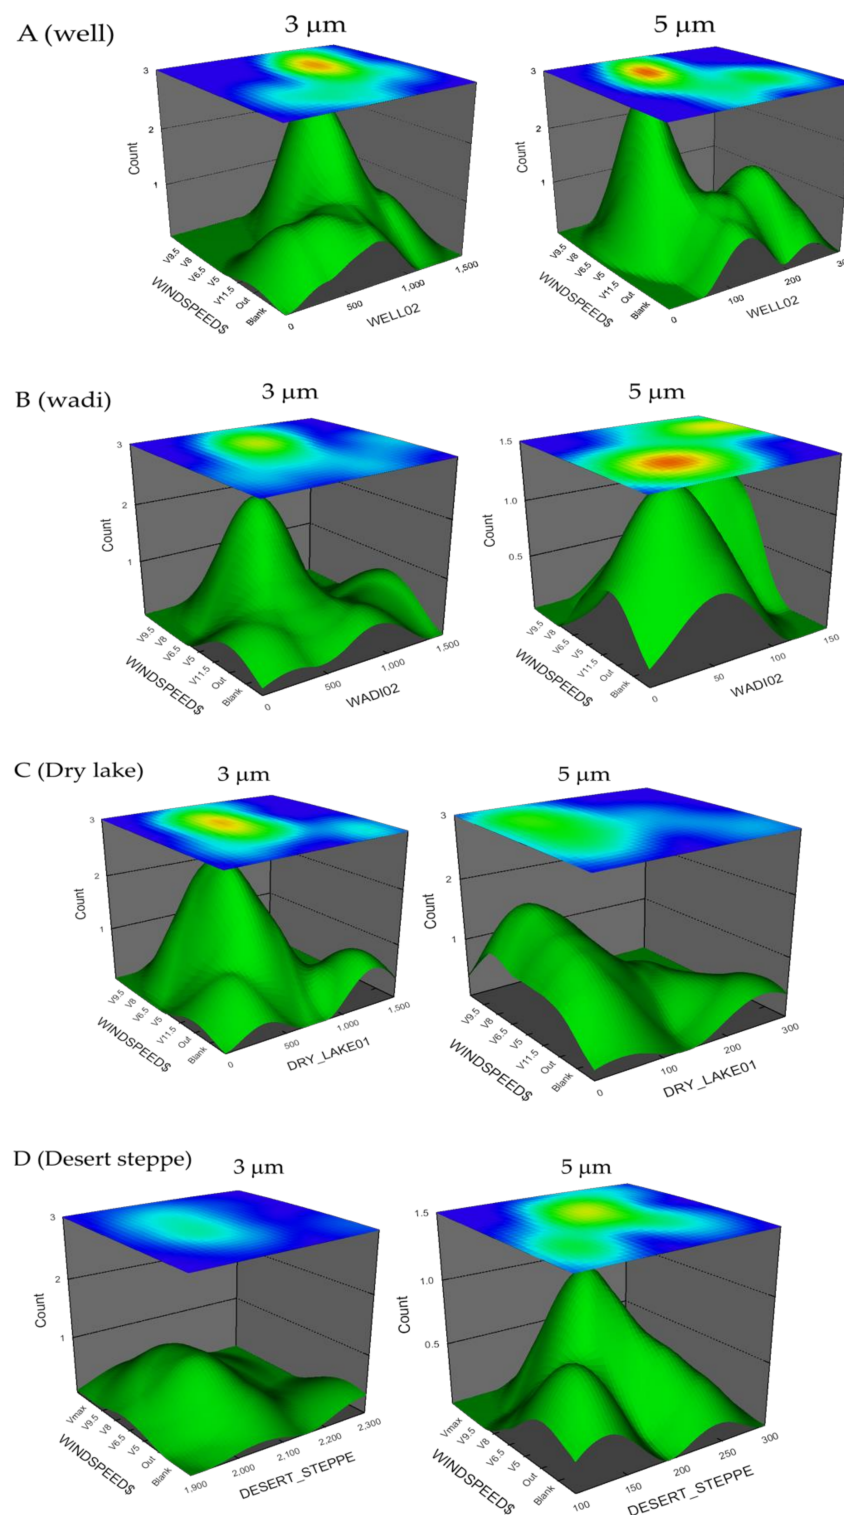 A (well)
3 µm
5 µm
3
2
1
Count
V9.5
V8
V6.5
V5
V11.5
Out
Blank
WINDSPEED$
0
500
1.000
1,500
WELL02
3
2
1
Count
V9.5
V8
V6.5
V5
V11.5
Out
Blank
WINDSPEED$
0
100
200
WELL02
B (wadi)
3 µm
5 µm
3
2
1
Count
V9.5
V8
V6.5
V5
V11.5
Out
Blank
WINDSPEED$
0
500
1.000
1.500
WADI02
1.5
1.0
0.5
Count
V9.5
V8
V6.5
V5
V11.5
Out
Blank
WINDSPEED$
0
50
100
150
WADI02
C (Dry lake)
3 µm
5 µm
3
2
1
Count
V9.5
V8
V6.5
V5
V11.5
Out
Blank
WINDSPEED$
0
500
1.000
1.500
DRY_LAKE01
3
2
1
Count
V9.5
V8
V6.5
V5
V11.5
Out
Blank
WINDSPEED$
0
100
200
300
DRY_LAKE01
D (Desert steppe)
3 µm
5 µm
3
2
1
Count
Vmax
V9.5
V8
V6.5
V5
Out
Blank
WINDSPEED$
1.900
2.000
2.100
2.200
2.300
DESERT_STEPPE
1.5
1.0
0.5
Count
Vmax
V9.5
V8
V6.5
V5
Out
Blank
WINDSPEED$
100
150
200
250
300
DESERT_STEPPE